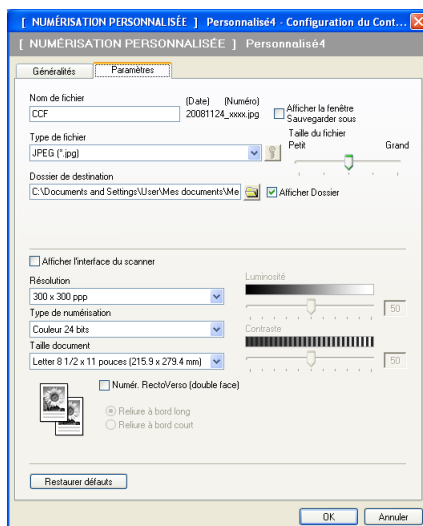 [ NUMÉRISATION PERSONNALISÉE ] Personnalisé4 - Configuration du Cont...
[ NUMÉRISATION PERSONNALISÉE ] Personnalisé4
Généralités Paramètres
Nom de fichier (Date) (Numéro)
CCF 20081124_xxxx.jpg Afficher la fenêtre
Sauvegarder sous
Type de fichier Taille du fichier
Petit Grand
JPEG (*.jpg)
Dossier de destination
C:\Documents and Settings\User\Mes documents\Me Afficher Dossier
Afficher l'interface du scanner
Résolution Luminosité
300 x 300 ppp 50
Type de numérisation
Couleur 24 bits Contraste
Taille document
Letter 8 1/2 x 11 pouces (215.9 x 279.4 mm) 50
Numér. RectoVerso (double face)
Reliure à bord long
Reliure à bord court
Restaurer défauts
OK Annuler